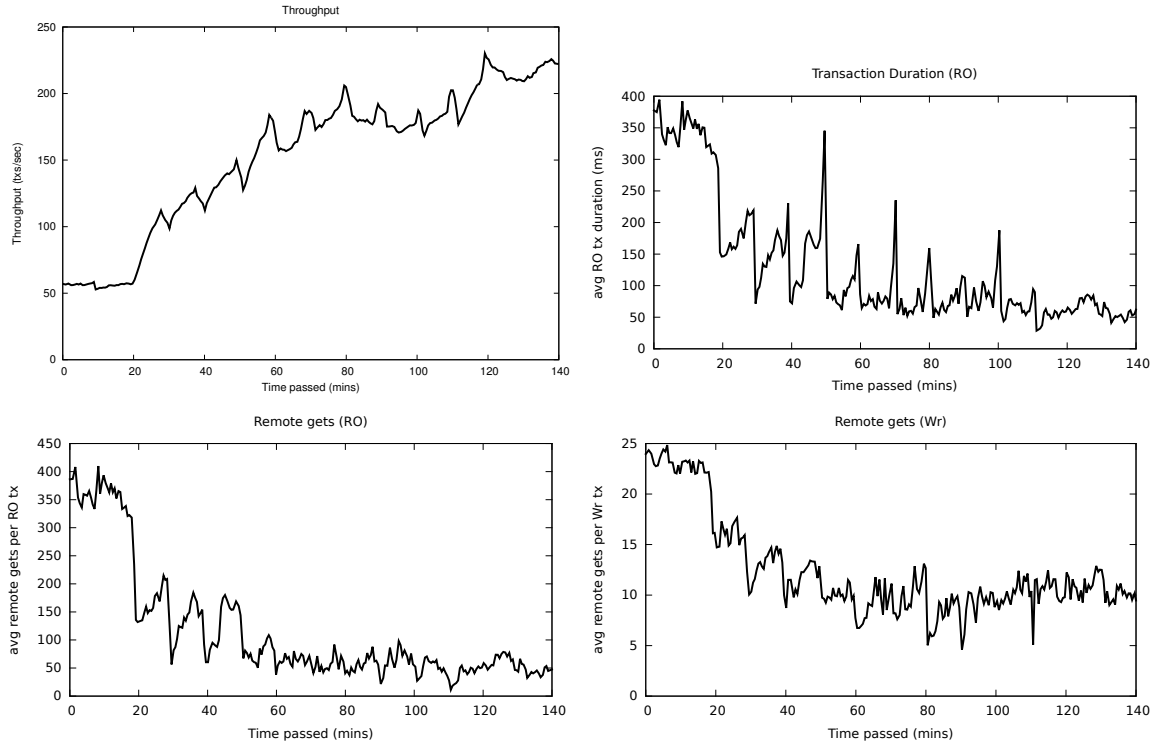 Throughput
250
200
150
100
50
0
0 20 40 60 80 100 120 140
Throughput (txs/sec)
Time passed (mins)
Transaction Duration (RO)
400
350
300
250
200
150
100
50
0
0 20 40 60 80 100 120 140
avg RO tx duration (ms)
Time passed (mins)
Remote gets (RO)
450
400
350
300
250
200
150
100
50
0
0 20 40 60 80 100 120 140
avg remote gets per RO tx
Time passed (mins)
Remote gets (Wr)
25
20
15
10
5
0
0 20 40 60 80 100 120 140
avg remote gets per Wr tx
Time passed (mins)